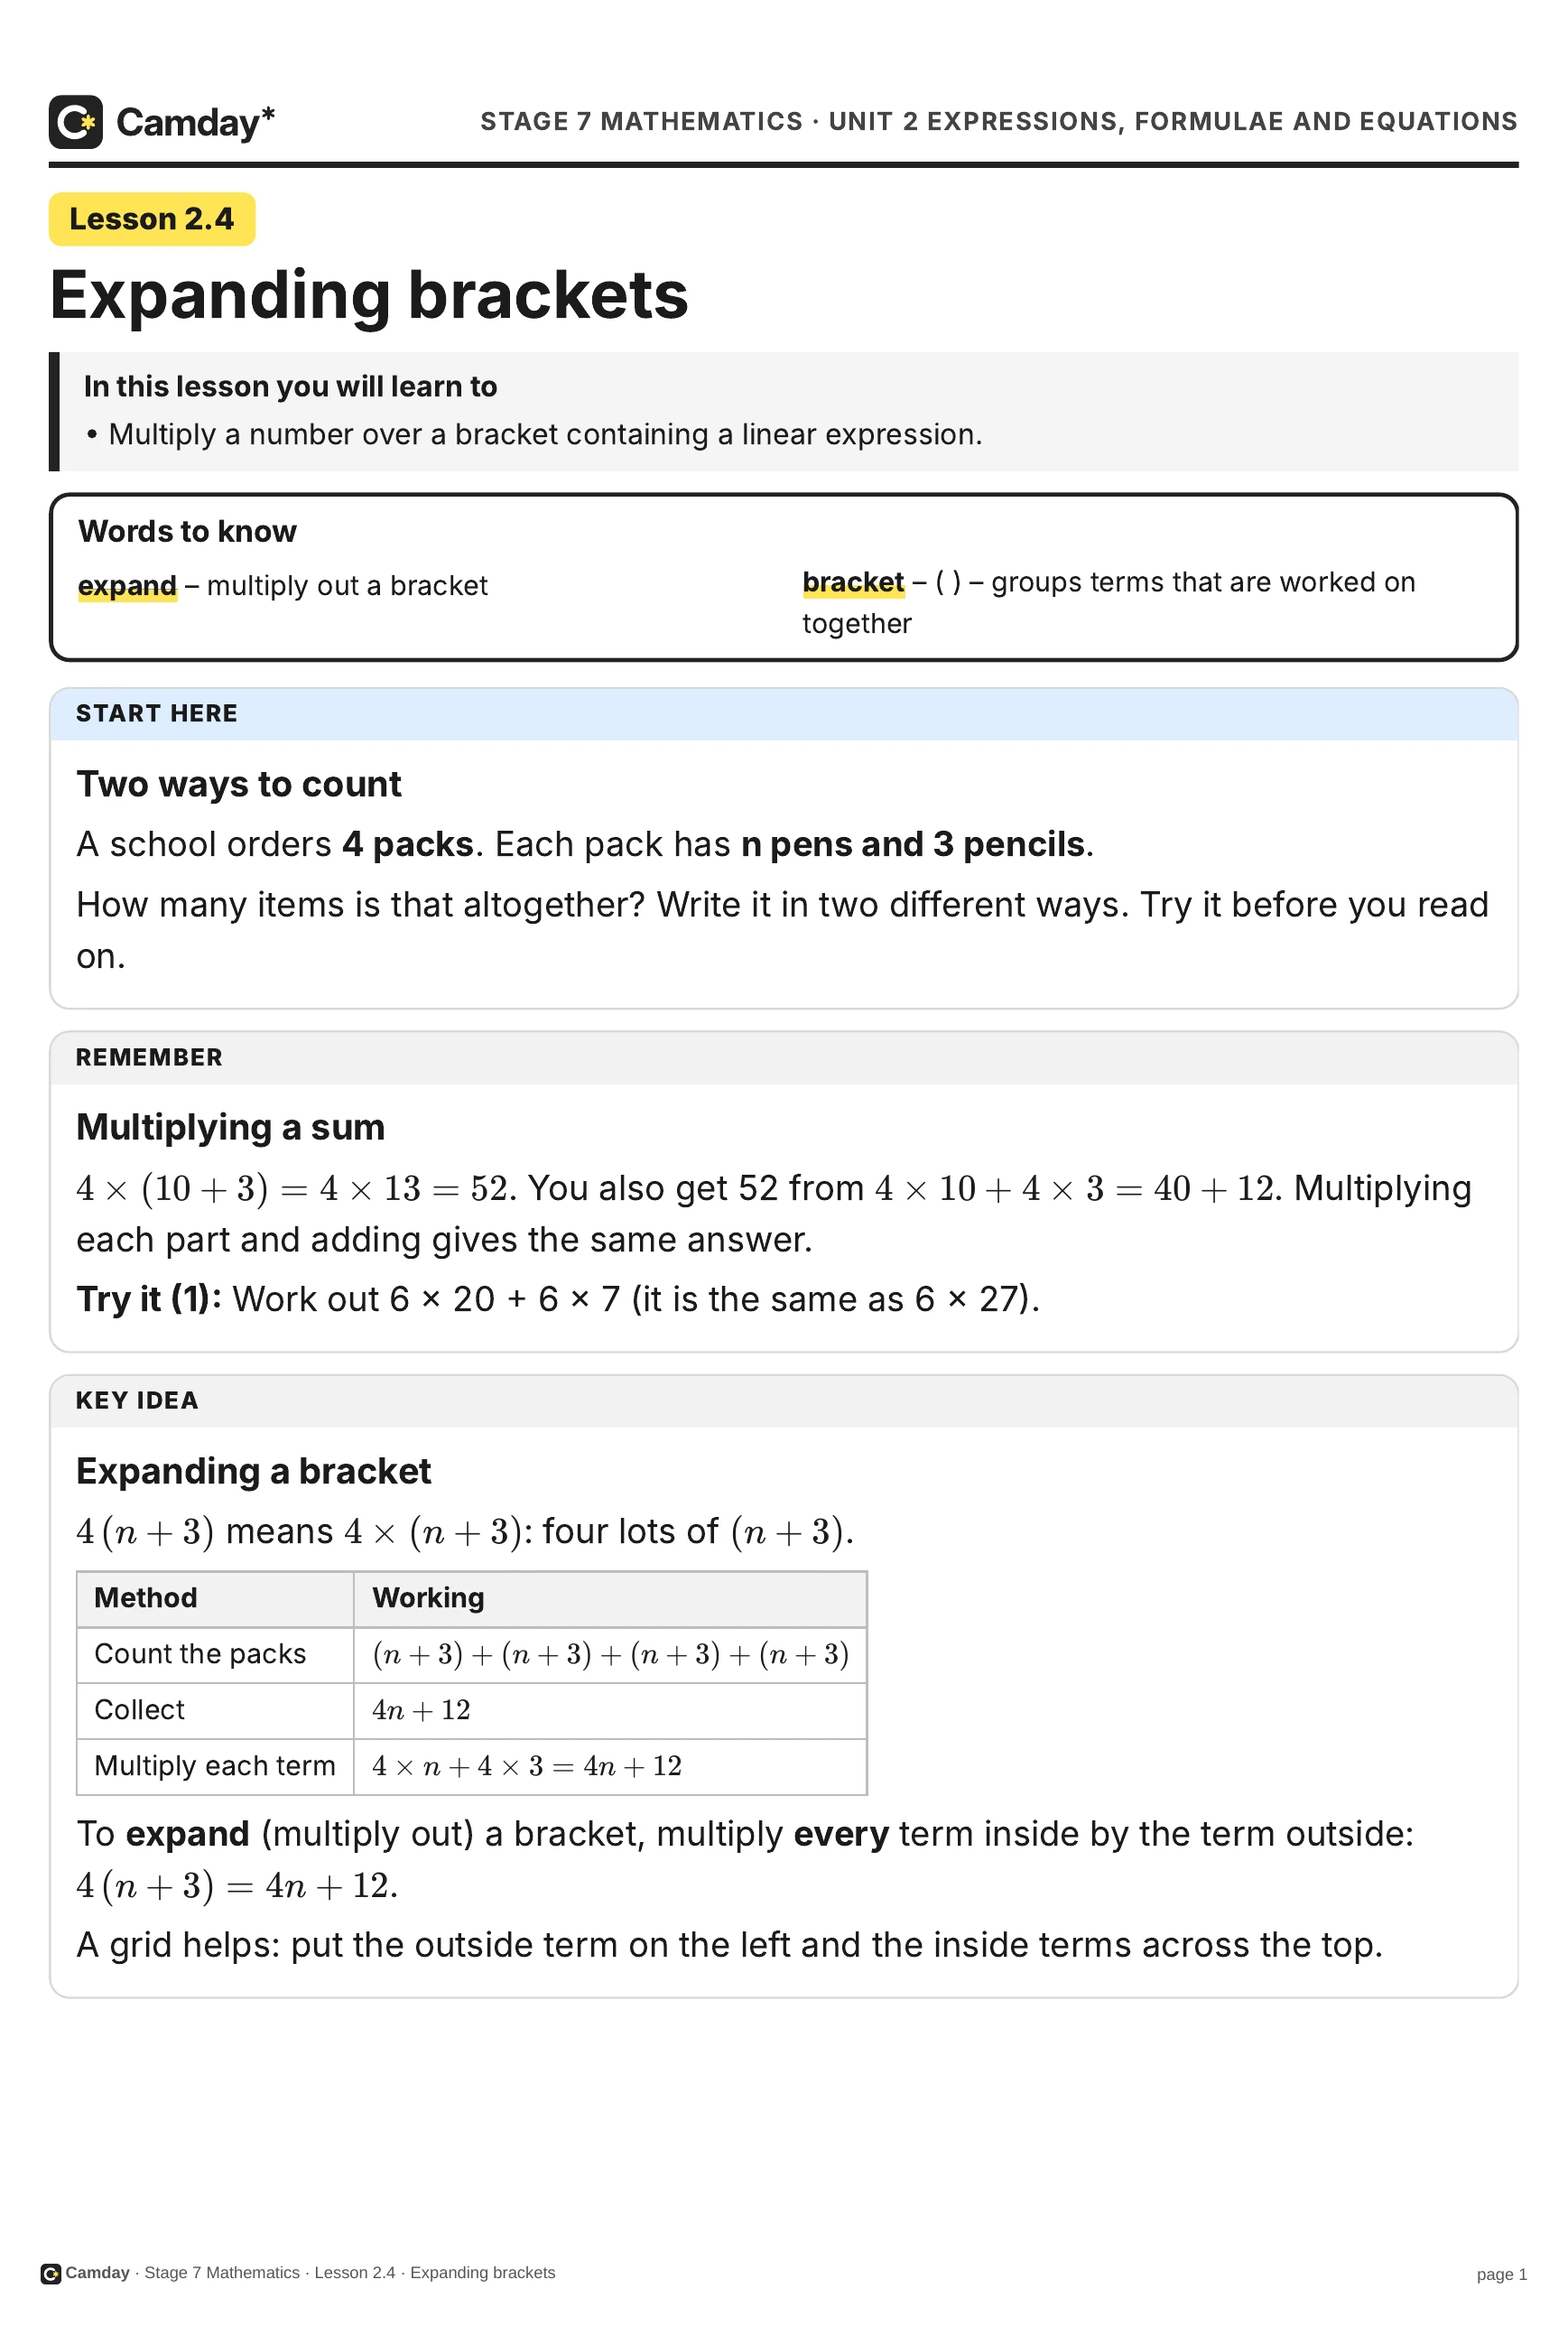 Camday*
STAGE 7 MATHEMATICS · UNIT 2 EXPRESSIONS, FORMULAE AND EQUATIONS
Lesson 2.4
Expanding brackets
In this lesson you will learn to
• Multiply a number over a bracket containing a linear expression.
Words to know
expand – multiply out a bracket
bracket – ( ) – groups terms that are worked on
together
START HERE
Two ways to count
A school orders 4 packs. Each pack has n pens and 3 pencils.
How many items is that altogether? Write it in two different ways. Try it before you read
on.
REMEMBER
Multiplying a sum
4 × (10 + 3) = 4 × 13 = 52. You also get 52 from 4 × 10 + 4 × 3 = 40 + 12. Multiplying
each part and adding gives the same answer.
Try it (1): Work out 6 × 20 + 6 × 7 (it is the same as 6 × 27).
KEY IDEA
Expanding a bracket
4 (n + 3) means 4 × (n + 3): four lots of (n + 3).
Method Working
Count the packs (n + 3) + (n + 3) + (n + 3) + (n + 3)
Collect 4n + 12
Multiply each term 4 × n + 4 × 3 = 4n + 12
To expand (multiply out) a bracket, multiply every term inside by the term outside:
4 (n + 3) = 4n + 12.
A grid helps: put the outside term on the left and the inside terms across the top.
Camday · Stage 7 Mathematics · Lesson 2.4 · Expanding brackets
page 1